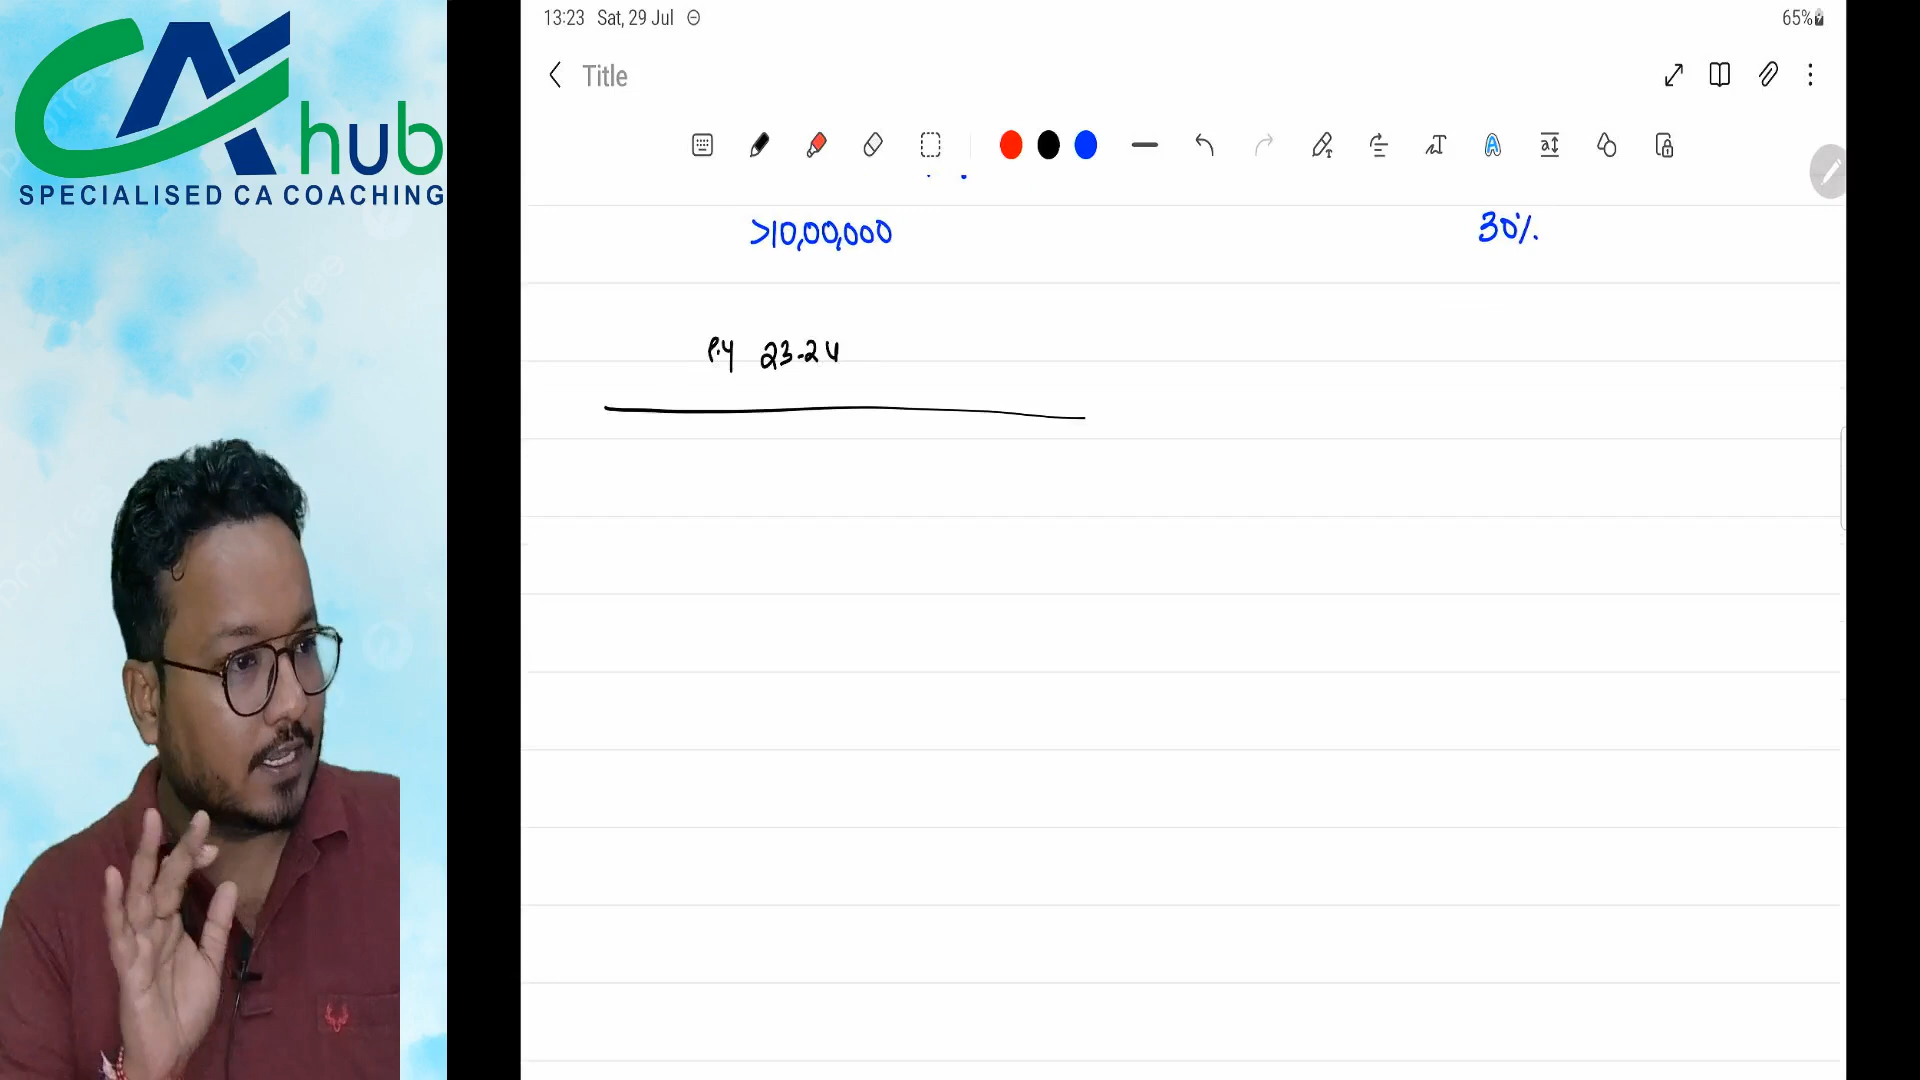 CA hub
SPECIALISED CA COACHING
13:23 Sat, 29 Jul 65%
Title
>10,00,000 30%.
P.Y 23-24